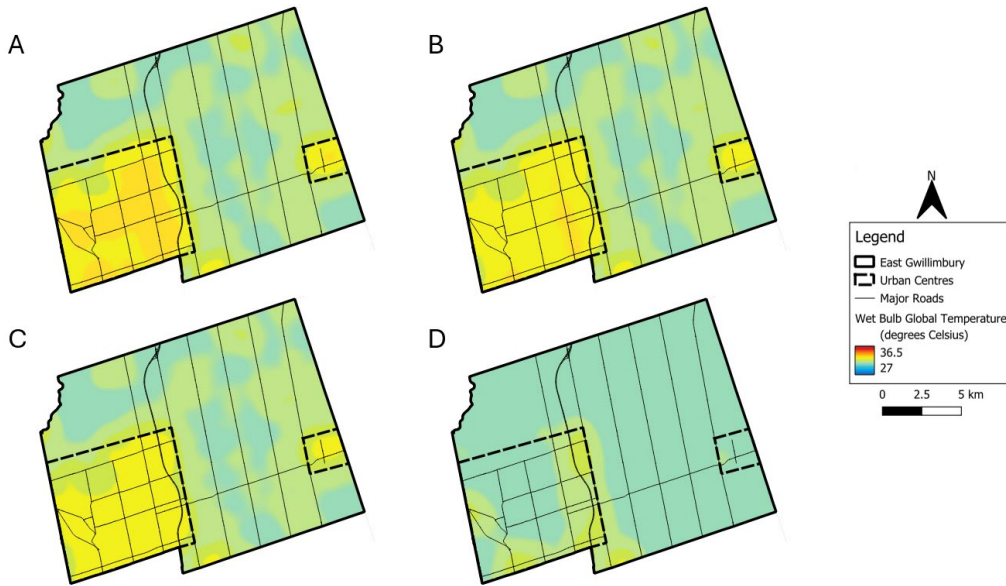 A
B
N
Legend
East Gwillimbury
Urban Centres
Major Roads
Wet Bulb Global Temperature
(degrees Celsius)
36.5
27
0 2.5 5 km
C
D